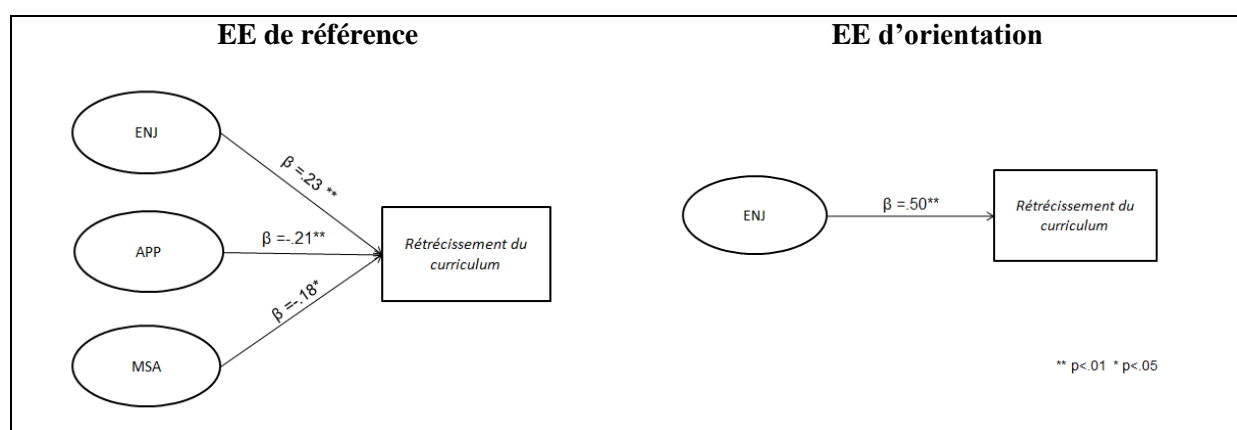 EE de référence
ENJ
β =.23 **
APP
β =-.21**
MSA
β =-.18*
Rétrécissement du
curriculum
EE d’orientation
ENJ
β =.50**
Rétrécissement du
curriculum
** p<.01 * p<.05